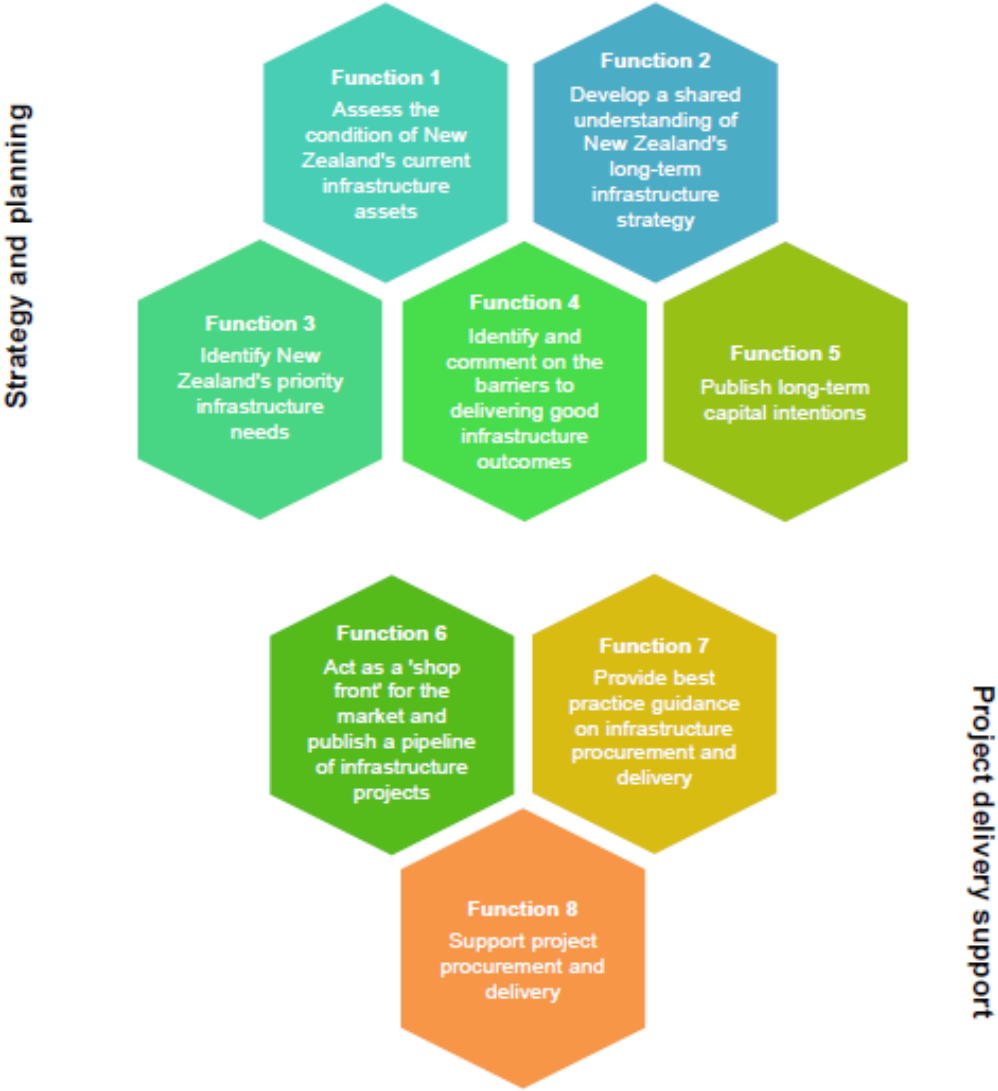 Strategy and planning
Function 1
Assess the
condition of New
Zealand's current
infrastructure
assets
Function 2
Develop a shared
understanding of
New Zealand's
long-term
infrastructure
strategy
Function 3
Identify New
Zealand's priority
infrastructure
needs
Function 4
Identify and
comment on the
barriers to
delivering good
infrastructure
outcomes
Function 5
Publish long-term
capital intentions
Project delivery support
Function 6
Act as a 'shop
front' for the
market and
publish a pipeline
of infrastructure
projects
Function 7
Provide best
practice guidance
on infrastructure
procurement and
delivery
Function 8
Support project
procurement and
delivery